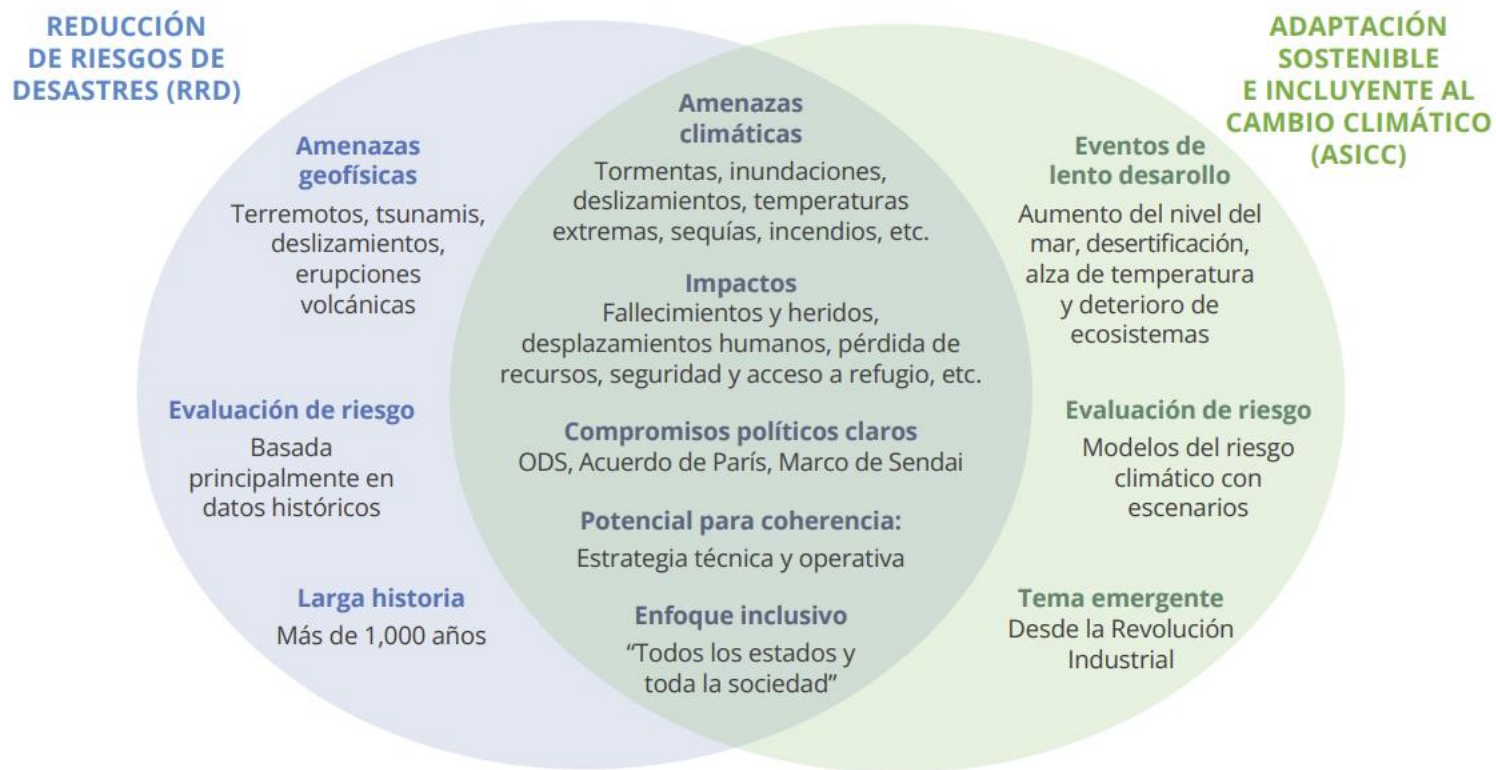 REDUCCIÓN
DE RIESGOS DE
DESASTRES (RRD)
Amenazas
geofísicas
Terremotos, tsunamis,
deslizamientos,
erupciones
volcánicas
Evaluación de riesgo
Basada
principalmente en
datos históricos
Larga historia
Más de 1,000 años
Amenazas
climáticas
Tormentas, inundaciones,
deslizamientos, temperaturas
extremas, sequías, incendios, etc.
Impactos
Fallecimientos y heridos,
desplazamientos humanos, pérdida de
recursos, seguridad y acceso a refugio, etc.
Compromisos políticos claros
ODS, Acuerdo de París, Marco de Sendai
Potencial para coherencia:
Estrategia técnica y operativa
Enfoque inclusivo
“Todos los estados y
toda la sociedad”
ADAPTACIÓN
SOSTENIBLE
E INCLUYENTE AL
CAMBIO CLIMÁTICO
(ASICC)
Eventos de
lento desarollo
Aumento del nivel del
mar, desertificación,
alza de temperatura
y deterioro de
ecosistemas
Evaluación de riesgo
Modelos del riesgo
climático con
escenarios
Tema emergente
Desde la Revolución
Industrial